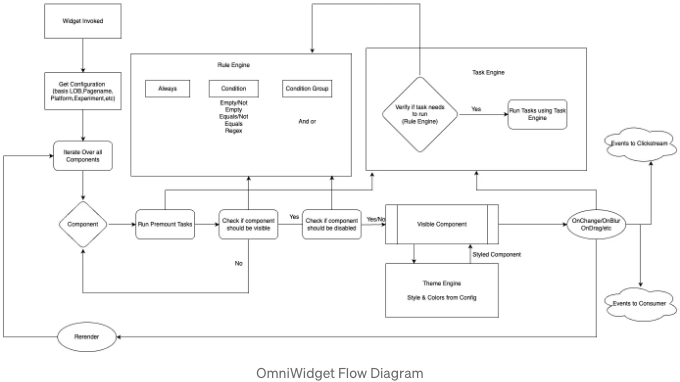 Widget Invoked
Get Configuration
(basis LOB,Pagename,
Platform,Experiment,etc)
Iterate Over all
Components
Component
Run Premount Tasks
Rule Engine
Always
Condition
Empty/Not
Empty
Equals/Not
Equals
Regex
Condition Group
And or
Task Engine
Verify if task needs
to run
(Rule Engine)
Yes
Run Tasks using Task
Engine
Check if component
should be visible
Yes
No
Check if component
should be disabled
Yes/No
Visible Component
Styled Component
Theme Engine
Style & Colors from Config
OnChange/OnBlur
OnDrag/etc
Events to Clickstream
Events to Consumer
Rerender
OmniWidget Flow Diagram